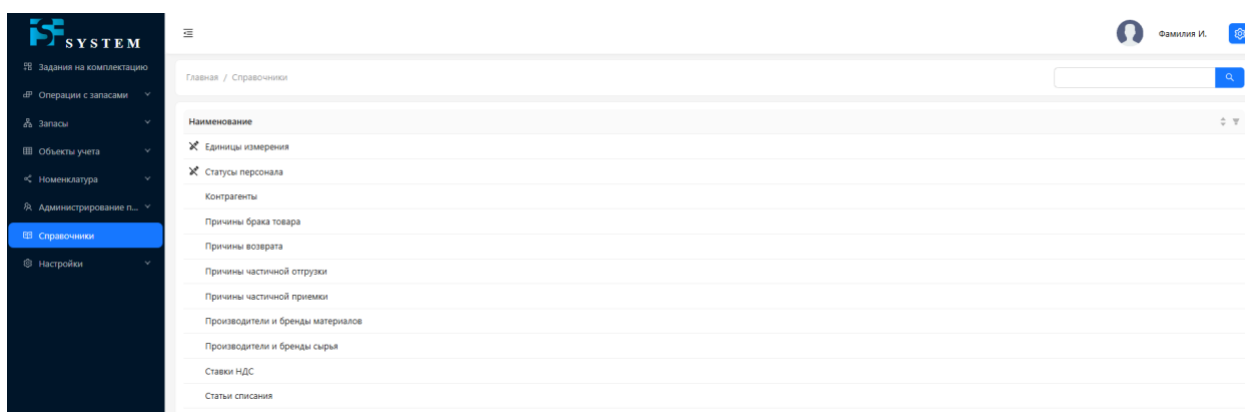 iSF SYSTEM
Фамилия И.
Задания на комплектацию
Операции с запасами
Запасы
Объекты учета
Номенклатура
Администрирование п...
Справочники
Настройки
Главная / Справочники
Наименование
Единицы измерения
Статусы персонала
Контрагенты
Причины брака товара
Причины возврата
Причины частичной отгрузки
Причины частичной приемки
Производители и бренды материалов
Производители и бренды сырья
Ставки НДС
Статьи списания